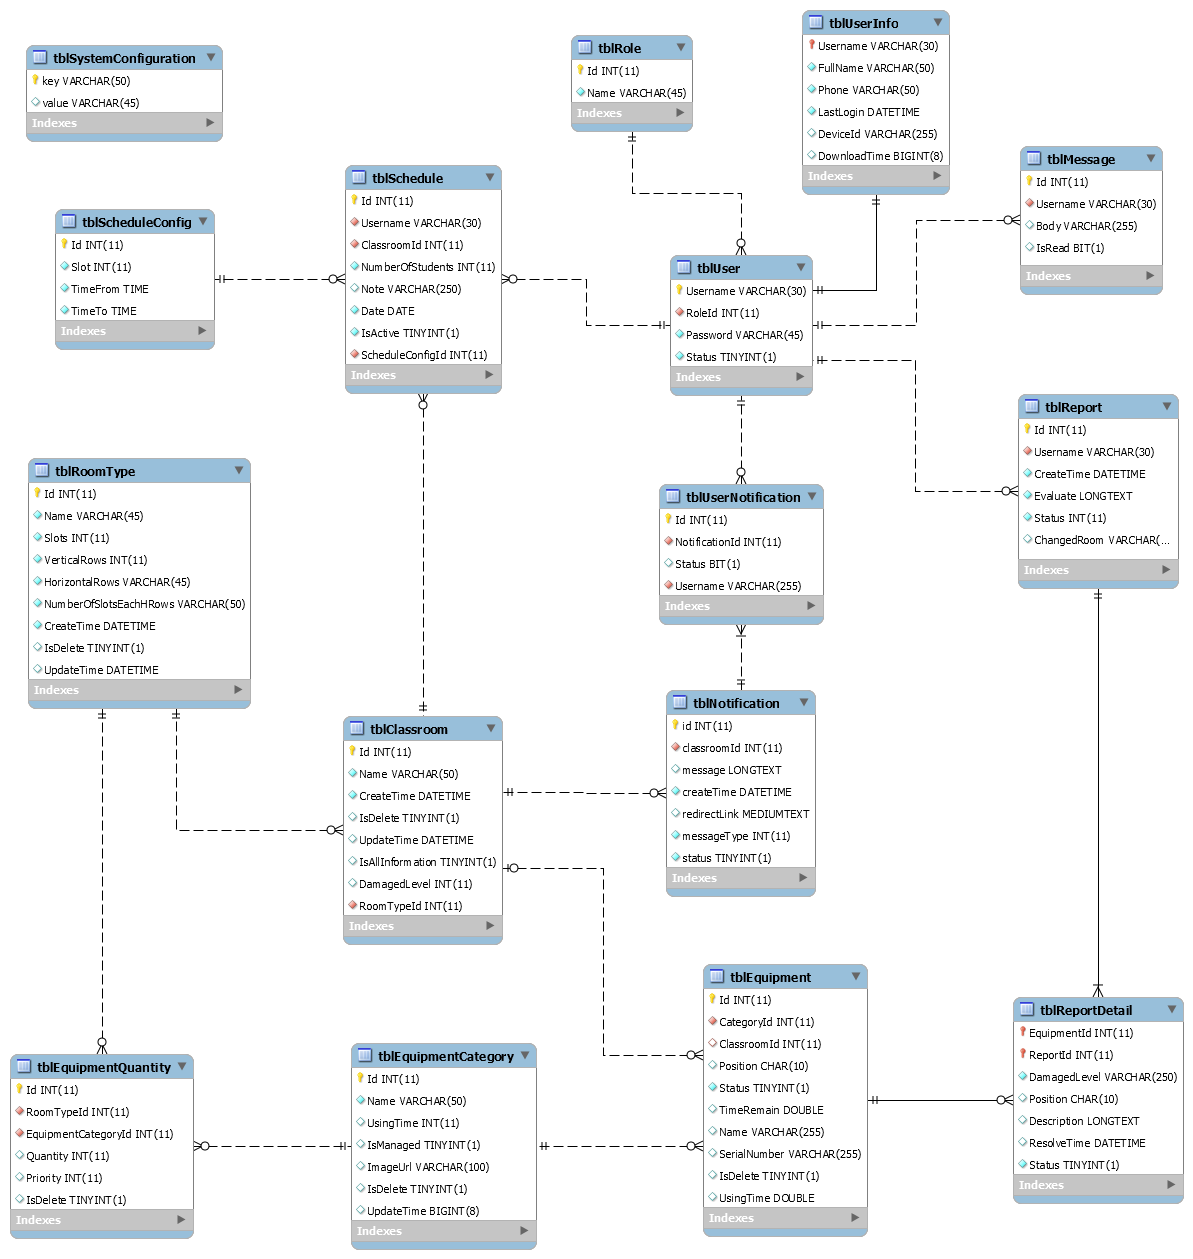 tblSystemConfiguration
key VARCHAR(50)
value VARCHAR(45)
Indexes
tblRole
Id INT(11)
Name VARCHAR(45)
Indexes
tblUserInfo
Username VARCHAR(30)
FullName VARCHAR(50)
Phone VARCHAR(50)
LastLogin DATETIME
DeviceId VARCHAR(255)
DownloadTime BIGINT(8)
Indexes
tblMessage
Id INT(11)
Username VARCHAR(30)
Body VARCHAR(255)
IsRead BIT(1)
Indexes
tblSchedule
Id INT(11)
Username VARCHAR(30)
ClassroomId INT(11)
NumberOfStudents INT(11)
Note VARCHAR(250)
Date DATE
IsActive TINYINT(1)
ScheduleConfigId INT(11)
Indexes
tblScheduleConfig
Id INT(11)
Slot INT(11)
TimeFrom TIME
TimeTo TIME
Indexes
tblUser
Username VARCHAR(30)
RoleId INT(11)
Password VARCHAR(45)
Status TINYINT(1)
Indexes
tblReport
Id INT(11)
Username VARCHAR(30)
CreateTime DATETIME
Evaluate LONGTEXT
Status INT(11)
ChangedRoom VARCHAR(...
Indexes
tblRoomType
Id INT(11)
Name VARCHAR(45)
Slots INT(11)
VerticalRows INT(11)
HorizontalRows VARCHAR(45)
NumberOfSlotsEachHRows VARCHAR(50)
CreateTime DATETIME
IsDelete TINYINT(1)
UpdateTime DATETIME
Indexes
tblUserNotification
Id INT(11)
NotificationId INT(11)
Status BIT(1)
Username VARCHAR(255)
Indexes
tblNotification
id INT(11)
classroomId INT(11)
message LONGTEXT
createTime DATETIME
redirectLink MEDIUMTEXT
messageType INT(11)
status TINYINT(1)
Indexes
tblClassroom
Id INT(11)
Name VARCHAR(50)
CreateTime DATETIME
IsDelete TINYINT(1)
UpdateTime DATETIME
IsAllInformation TINYINT(1)
DamagedLevel INT(11)
RoomTypeId INT(11)
Indexes
tblEquipment
Id INT(11)
CategoryId INT(11)
ClassroomId INT(11)
Position CHAR(10)
Status TINYINT(1)
TimeRemain DOUBLE
Name VARCHAR(255)
SerialNumber VARCHAR(255)
IsDelete TINYINT(1)
UsingTime DOUBLE
Indexes
tblReportDetail
EquipmentId INT(11)
ReportId INT(11)
DamagedLevel VARCHAR(250)
Position CHAR(10)
Description LONGTEXT
ResolveTime DATETIME
Status TINYINT(1)
Indexes
tblEquipmentQuantity
Id INT(11)
RoomTypeId INT(11)
EquipmentCategoryId INT(11)
Quantity INT(11)
Priority INT(11)
IsDelete TINYINT(1)
Indexes
tblEquipmentCategory
Id INT(11)
Name VARCHAR(50)
UsingTime INT(11)
IsManaged TINYINT(1)
ImageUrl VARCHAR(100)
IsDelete TINYINT(1)
UpdateTime BIGINT(8)
Indexes